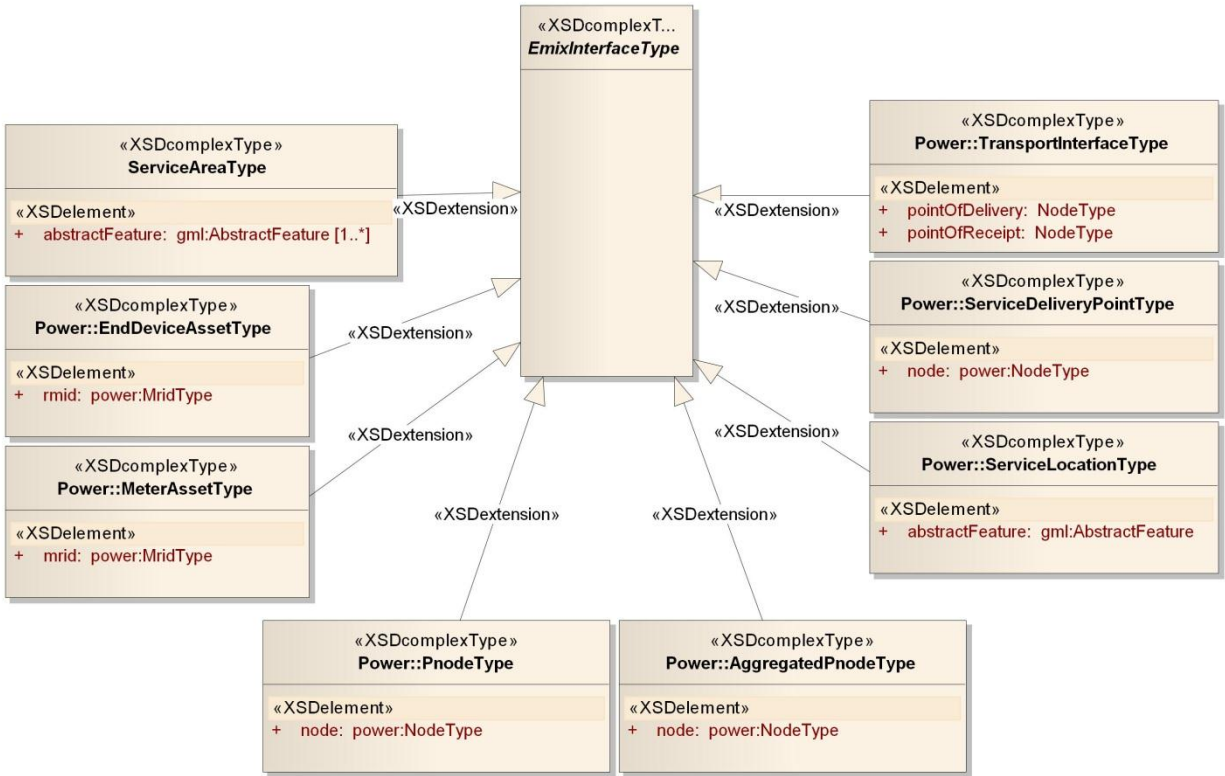 «XSDcomplexT...
EmixInterfaceType
«XSDcomplexType»
ServiceAreaType
«XSDelement»
+ abstractFeature: gml:AbstractFeature [1..*]
«XSDcomplexType»
Power::EndDeviceAssetType
«XSDelement»
+ rmid: power:MridType
«XSDcomplexType»
Power::MeterAssetType
«XSDelement»
+ mrid: power:MridType
«XSDcomplexType»
Power::PnodeType
«XSDelement»
+ node: power:NodeType
«XSDcomplexType»
Power::AggregatedPnodeType
«XSDelement»
+ node: power:NodeType
«XSDcomplexType»
Power::TransportInterfaceType
«XSDelement»
+ pointOfDelivery: NodeType
+ pointOfReceipt: NodeType
«XSDcomplexType»
Power::ServiceDeliveryPointType
«XSDelement»
+ node: power:NodeType
«XSDcomplexType»
Power::ServiceLocationType
«XSDelement»
+ abstractFeature: gml:AbstractFeature
«XSDextension»
«XSDextension»
«XSDextension»
«XSDextension»
«XSDextension»
«XSDextension»
«XSDextension»
«XSDextension»